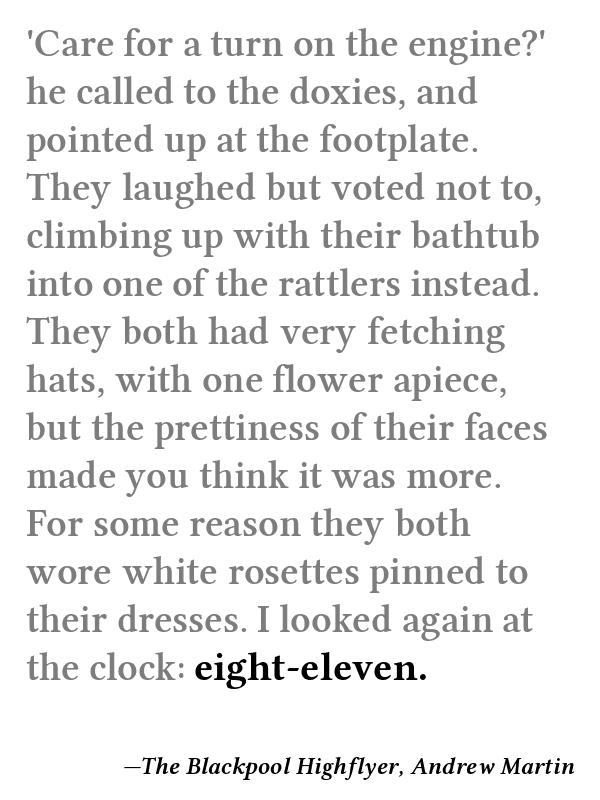 'Care for a turn on the engine?'
he called to the doxies, and
pointed up at the footplate.
They laughed but voted not to,
climbing up with their bathtub
into one of the rattlers instead.
They both had very fetching
hats, with one flower apiece,
but the prettiness of their faces
made you think it was more.
For some reason they both
wore white rosettes pinned to
their dresses. I looked again at
the clock: eight-eleven.
—The Blackpool Highflyer, Andrew Martin